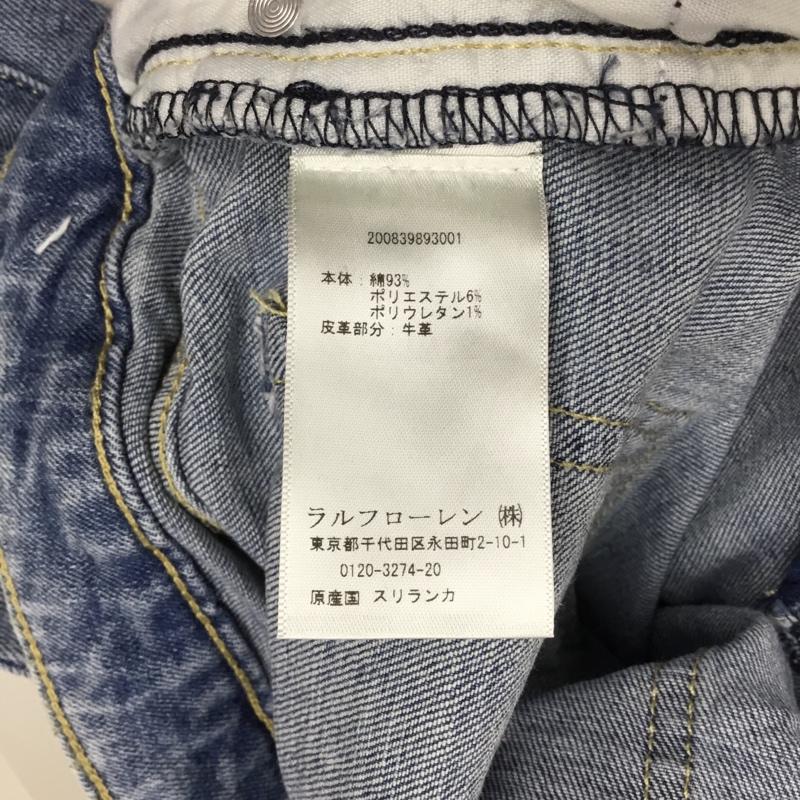 200839893001
本体：綿93%
ポリエステル6%
ポリウレタン1%
皮革部分：牛革
ラルフローレン ㈱
東京都千代田区永田町2-10-1
0120-3274-20
原産国 スリランカ